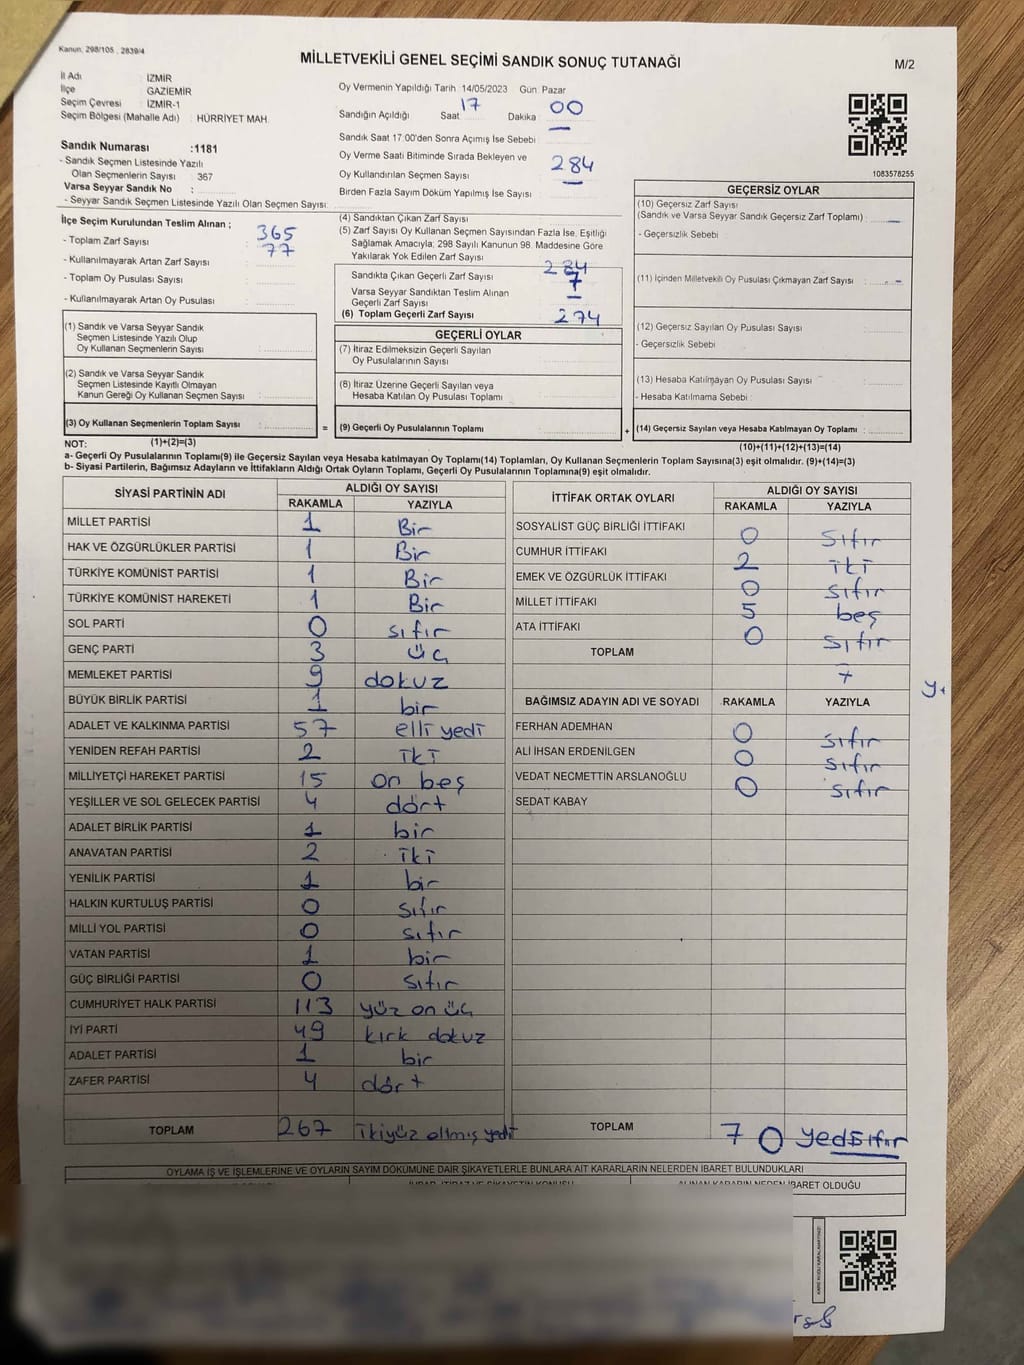 Kanun: 298/105 , 2839/4
MİLLETVEKİLİ GENEL SEÇİMİ SANDIK SONUÇ TUTANAĞI
M/2
İl Adı : İZMİR
İlçe : GAZİEMİR
Seçim Çevresi : İZMİR-1
Seçim Bölgesi (Mahalle Adı) : HÜRRİYET MAH.
Sandık Numarası :1181
- Sandık Seçmen Listesinde Yazılı
Olan Seçmenlerin Sayısı : 367
Varsa Seyyar Sandık No :
- Seyyar Sandık Seçmen Listesinde Yazılı Olan Seçmen Sayısı:
Oy Vermenin Yapıldığı Tarih 14/05/2023 Gün: Pazar
Sandığın Açıldığı Saat 17 Dakika 00
Sandık Saat 17:00'den Sonra Açımış İse Sebebi : —
Oy Verme Saati Bitiminde Sırada Bekleyen ve
Oy Kullandırılan Seçmen Sayısı : 284
Birden Fazla Sayım Döküm Yapılmış İse Sayısı : —
1083578255
İlçe Seçim Kurulundan Teslim Alınan ;
- Toplam Zarf Sayısı : 365
- Kullanılmayarak Artan Zarf Sayısı : 77
- Toplam Oy Pusulası Sayısı :
- Kullanılmayarak Artan Oy Pusulası :
(4) Sandıktan Çıkan Zarf Sayısı
(5) Zarf Sayısı Oy Kullanan Seçmen Sayısından Fazla İse, Eşitliği
Sağlamak Amacıyla; 298 Sayılı Kanunun 98. Maddesine Göre
Yakılarak Yok Edilen Zarf Sayısı
Sandıkta Çıkan Geçerli Zarf Sayısı 284 7
Varsa Seyyar Sandıktan Teslim Alınan
Geçerli Zarf Sayısı : —
(6) Toplam Geçerli Zarf Sayısı : 274
GEÇERSİZ OYLAR
(10) Geçersiz Zarf Sayısı
(Sandık ve Varsa Seyyar Sandık Geçersiz Zarf Toplamı) : —
- Geçersizlik Sebebi :
(11) İçinden Milletvekili Oy Pusulası Çıkmayan Zarf Sayısı : —
(12) Geçersiz Sayılan Oy Pusulası Sayısı :
- Geçersizlik Sebebi
(13) Hesaba Katılmayan Oy Pusulası Sayısı :
- Hesaba Katılmama Sebebi :
(14) Geçersiz Sayılan veya Hesaba Katılmayan Oy Toplamı :
(10)+(11)+(12)+(13)=(14)
(1) Sandık ve Varsa Seyyar Sandık
Seçmen Listesinde Yazılı Olup
Oy Kullanan Seçmenlerin Sayısı :
(2) Sandık ve Varsa Seyyar Sandık
Seçmen Listesinde Kayıtlı Olmayan
Kanun Gereği Oy Kullanan Seçmen Sayısı :
(3) Oy Kullanan Seçmenlerin Toplam Sayısı : =
GEÇERLİ OYLAR
(7) İtiraz Edilmeksizin Geçerli Sayılan
Oy Pusulalarının Sayısı :
(8) İtiraz Üzerine Geçerli Sayılan veya
Hesaba Katılan Oy Pusulası Toplamı :
(9) Geçerli Oy Pusulalarının Toplamı : +
NOT: (1)+(2)=(3)
a- Geçerli Oy Pusulalarının Toplamı(9) ile Geçersiz Sayılan veya Hesaba Katılmayan Oy Toplamı(14) Toplamları, Oy Kullanan Seçmenlerin Toplam Sayısına(3) eşit olmalıdır. (9)+(14)=(3)
b- Siyasi Partilerin, Bağımsız Adayların ve İttifakların Aldığı Ortak Oyların Toplamı, Geçerli Oy Pusulalarının Toplamına(9) eşit olmalıdır.
SİYASİ PARTİNİN ADI ALDIĞI OY SAYISI
RAKAMLA YAZIYLA
MİLLET PARTİSİ 1 Bir
HAK VE ÖZGÜRLÜKLER PARTİSİ 1 Bir
TÜRKİYE KOMÜNİST PARTİSİ 1 Bir
TÜRKİYE KOMÜNİST HAREKETİ 1 Bir
SOL PARTİ 0 sıfır
GENÇ PARTİ 3 üç
MEMLEKET PARTİSİ 9 dokuz
BÜYÜK BİRLİK PARTİSİ 1 bir
ADALET VE KALKINMA PARTİSİ 57 elli yedi
YENİDEN REFAH PARTİSİ 2 iki
MİLLİYETÇİ HAREKET PARTİSİ 15 on beş
YEŞİLLER VE SOL GELECEK PARTİSİ 4 dört
ADALET BİRLİK PARTİSİ 1 bir
ANAVATAN PARTİSİ 2 iki
YENİLİK PARTİSİ 1 bir
HALKIN KURTULUŞ PARTİSİ 0 sıfır
MİLLİ YOL PARTİSİ 0 sıfır
VATAN PARTİSİ 1 bir
GÜÇ BİRLİĞİ PARTİSİ 0 sıfır
CUMHURİYET HALK PARTİSİ 113 yüz on üç
İYİ PARTİ 49 kırk dokuz
ADALET PARTİSİ 1 bir
ZAFER PARTİSİ 4 dört
TOPLAM 267 ikiyüz altmış yedi
İTTİFAK ORTAK OYLARI ALDIĞI OY SAYISI
RAKAMLA YAZIYLA
SOSYALİST GÜÇ BİRLİĞİ İTTİFAKI 0 sıfır
CUMHUR İTTİFAKI 2 iki
EMEK VE ÖZGÜRLÜK İTTİFAKI 0 sıfır
MİLLET İTTİFAKI 5 beş
ATA İTTİFAKI 0 sıfır
TOPLAM 7
BAĞIMSIZ ADAYIN ADI VE SOYADI RAKAMLA YAZIYLA
FERHAN ADEMHAN 0 sıfır
ALİ İHSAN ERDENİLGEN 0 sıfır
VEDAT NECMETTİN ARSLANOĞLU 0 sıfır
SEDAT KABAY
TOPLAM 7 0 yedi sıfır
OYLAMA İŞ VE İŞLEMLERİNE VE OYLARIN SAYIM DÖKÜMÜNE DAİR ŞİKAYETLERLE BUNLARA AİT KARARLARIN NELERDEN İBARET BULUNDUKLARI